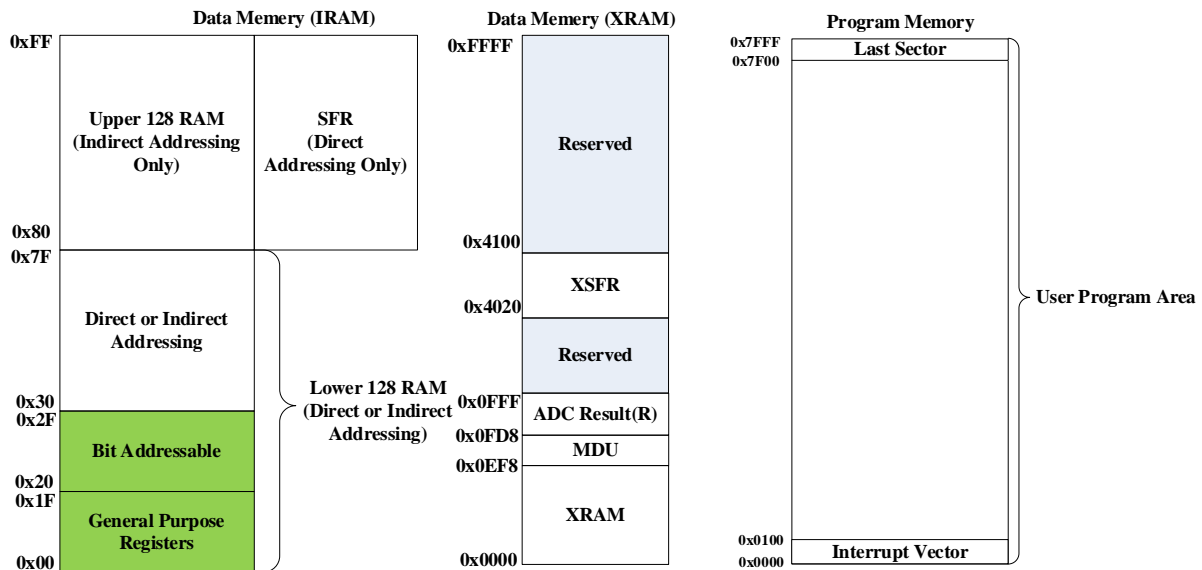 Data Memery (IRAM)
0xFF
Upper 128 RAM
(Indirect Addressing
Only)
SFR
(Direct
Addressing Only)
0x80
0x7F
Direct or Indirect
Addressing
0x30
0x2F
Bit Addressable
0x20
0x1F
General Purpose
Registers
0x00
Lower 128 RAM
(Direct or Indirect
Addressing)
Data Memery (XRAM)
0xFFFF
Reserved
0x4100
XSFR
0x4020
Reserved
0x0FFF
ADC Result(R)
0x0FD8
MDU
0x0EF8
XRAM
0x0000
Program Memory
0x7FFF
Last Sector
0x7F00
User Program Area
0x0100
Interrupt Vector
0x0000